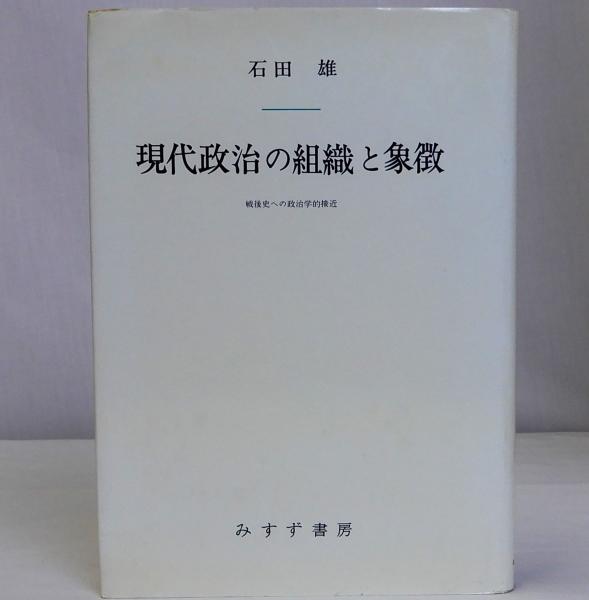 石田 雄
現代政治の組織と象徴
戦後史への政治学的接近
みすず書房